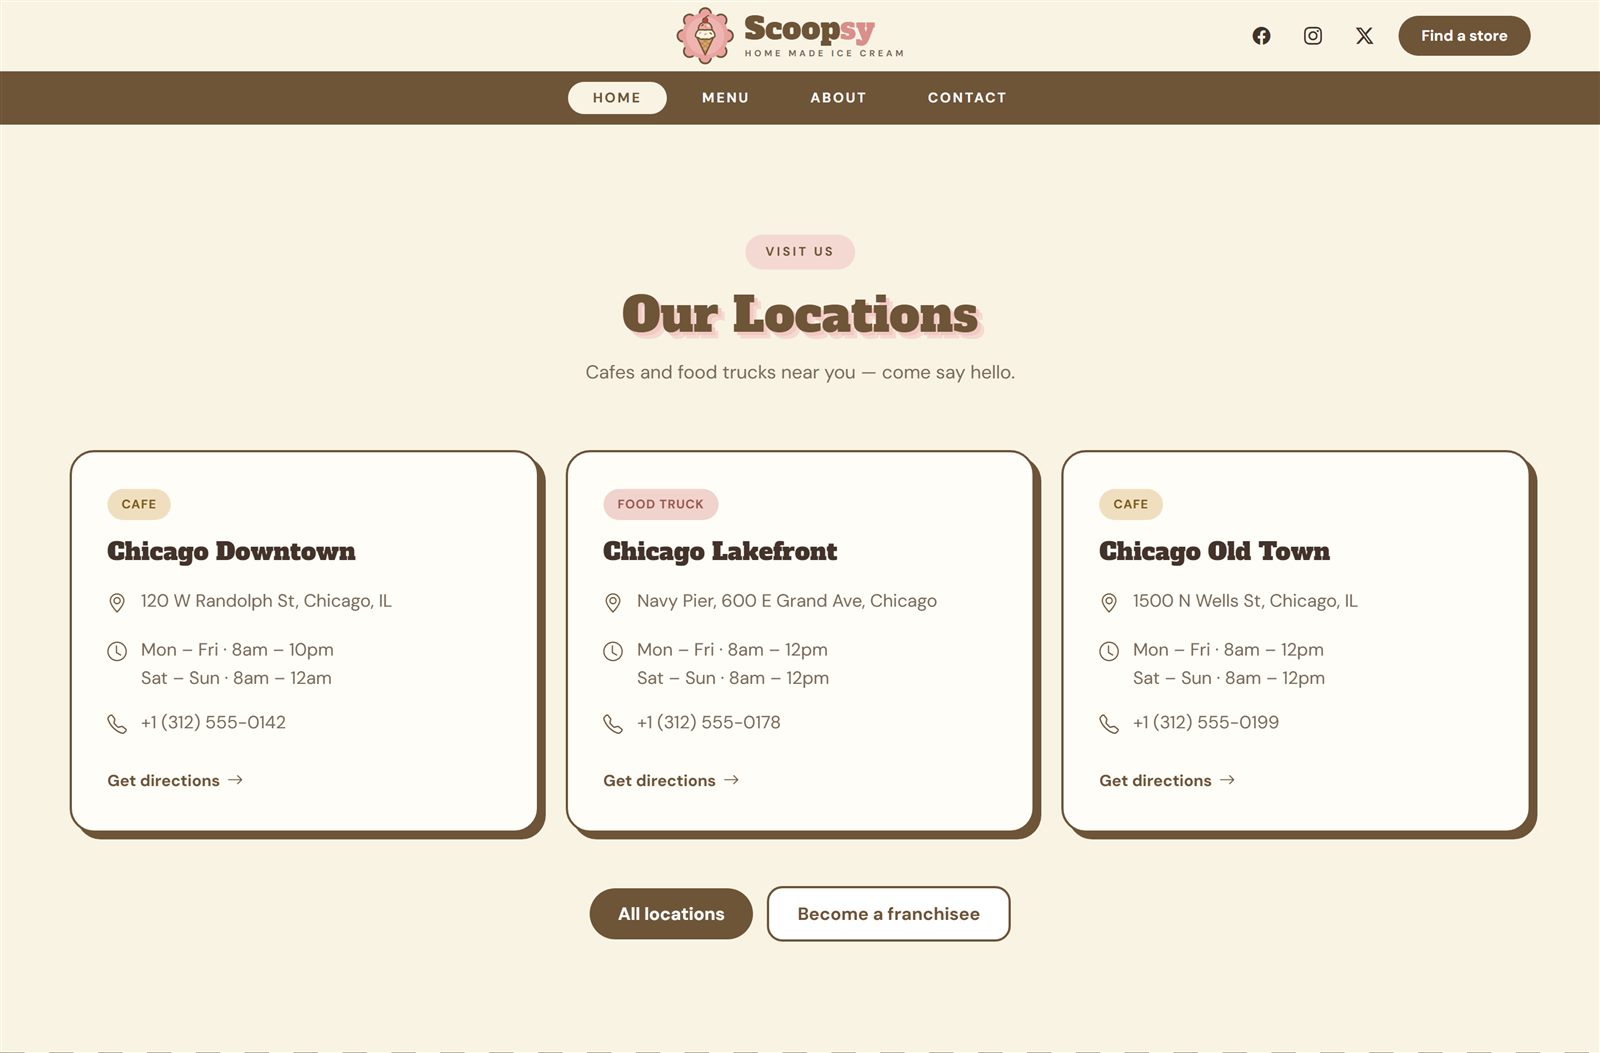 Scoopsy
HOME MADE ICE CREAM
Find a store
HOME
MENU
ABOUT
CONTACT
VISIT US
Our Locations
Cafes and food trucks near you — come say hello.
CAFE
Chicago Downtown
120 W Randolph St, Chicago, IL
Mon – Fri · 8am – 10pm
Sat – Sun · 8am – 12am
+1 (312) 555-0142
Get directions →
FOOD TRUCK
Chicago Lakefront
Navy Pier, 600 E Grand Ave, Chicago
Mon – Fri · 8am – 12pm
Sat – Sun · 8am – 12pm
+1 (312) 555-0178
Get directions →
CAFE
Chicago Old Town
1500 N Wells St, Chicago, IL
Mon – Fri · 8am – 12pm
Sat – Sun · 8am – 12pm
+1 (312) 555-0199
Get directions →
All locations
Become a franchisee